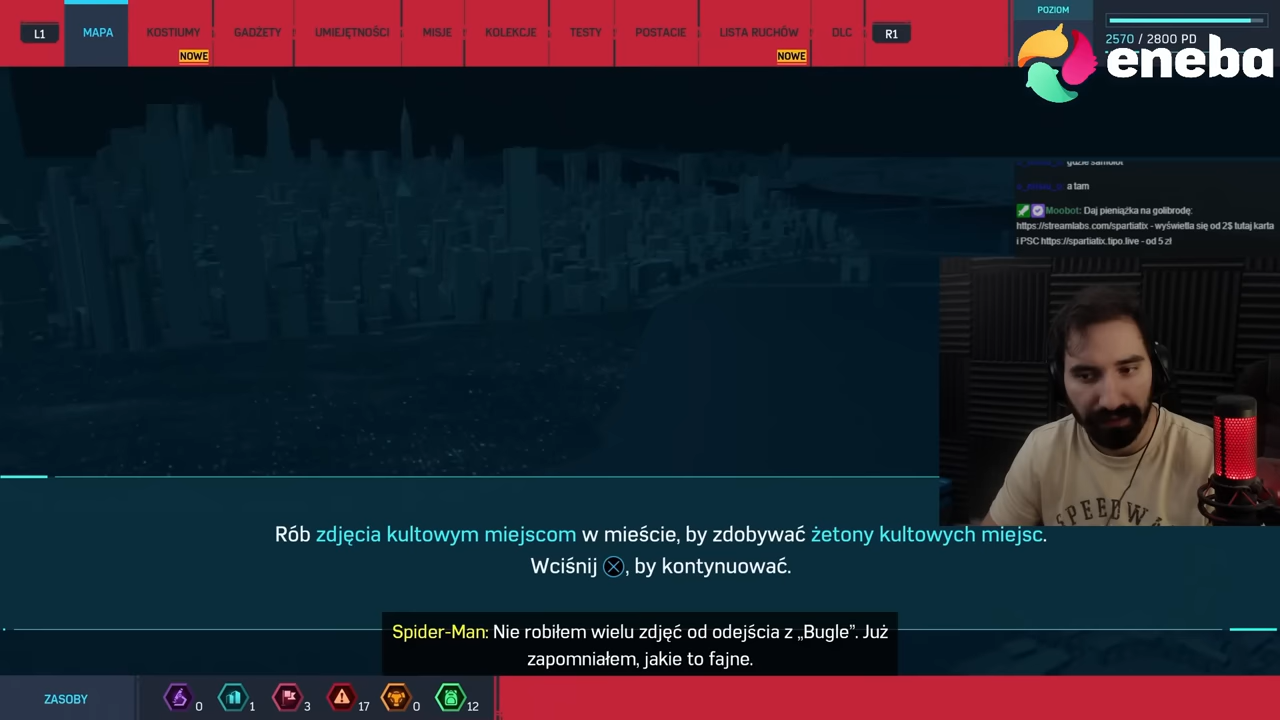 L1
MAPA
KOSTIUMY
NOWE
GADŻETY
UMIEJĘTNOŚCI
MISJE
KOLEKCJE
TESTY
POSTACIE
LISTA RUCHÓW
NOWE
DLC
R1
POZIOM
2570 / 2800 PD
eneba
gdzie samolot
a tam
Moobot: Daj pieniążka na golibrodę:
https://streamlabs.com/spartiatix - wyświetla się od 2$ tutaj karta
i PSC https://spartiatix.tipo.live - od 5 zł
SPEEDWA
Rób zdjęcia kultowym miejscom w mieście, by zdobywać żetony kultowych miejsc.
Wciśnij , by kontynuować.
Spider-Man: Nie robiłem wielu zdjęć od odejścia z „Bugle”. Już
zapomniałem, jakie to fajne.
ZASOBY
0
1
3
17
0
12